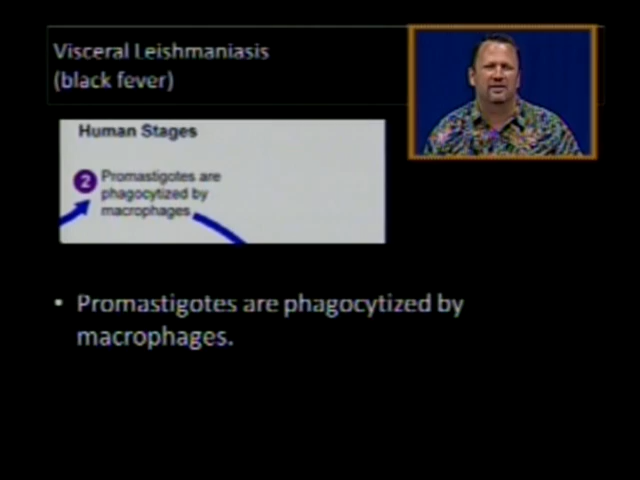 Visceral Leishmaniasis
(black fever)
Human Stages
2 Promastigotes are
phagocytized by
macrophages
• Promastigotes are phagocytized by
macrophages.